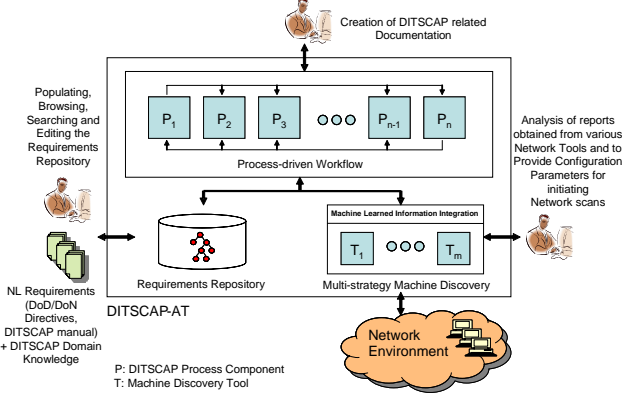 Creation of DITSCAP related
Documentation
Populating,
Browsing,
Searching and
Editing the
Requirements
Repository
P1
P2
P3
Pn-1
Pn
Process-driven Workflow
Analysis of reports
obtained from various
Network Tools and to
Provide Configuration
Parameters for
initiating
Network scans
Machine Learned Information Integration
T1
Tm
Requirements Repository
Multi-strategy Machine Discovery
DITSCAP-AT
NL Requirements
(DoD/DoN
Directives,
DITSCAP manual)
+ DITSCAP Domain
Knowledge
Network
Environment
P: DITSCAP Process Component
T: Machine Discovery Tool